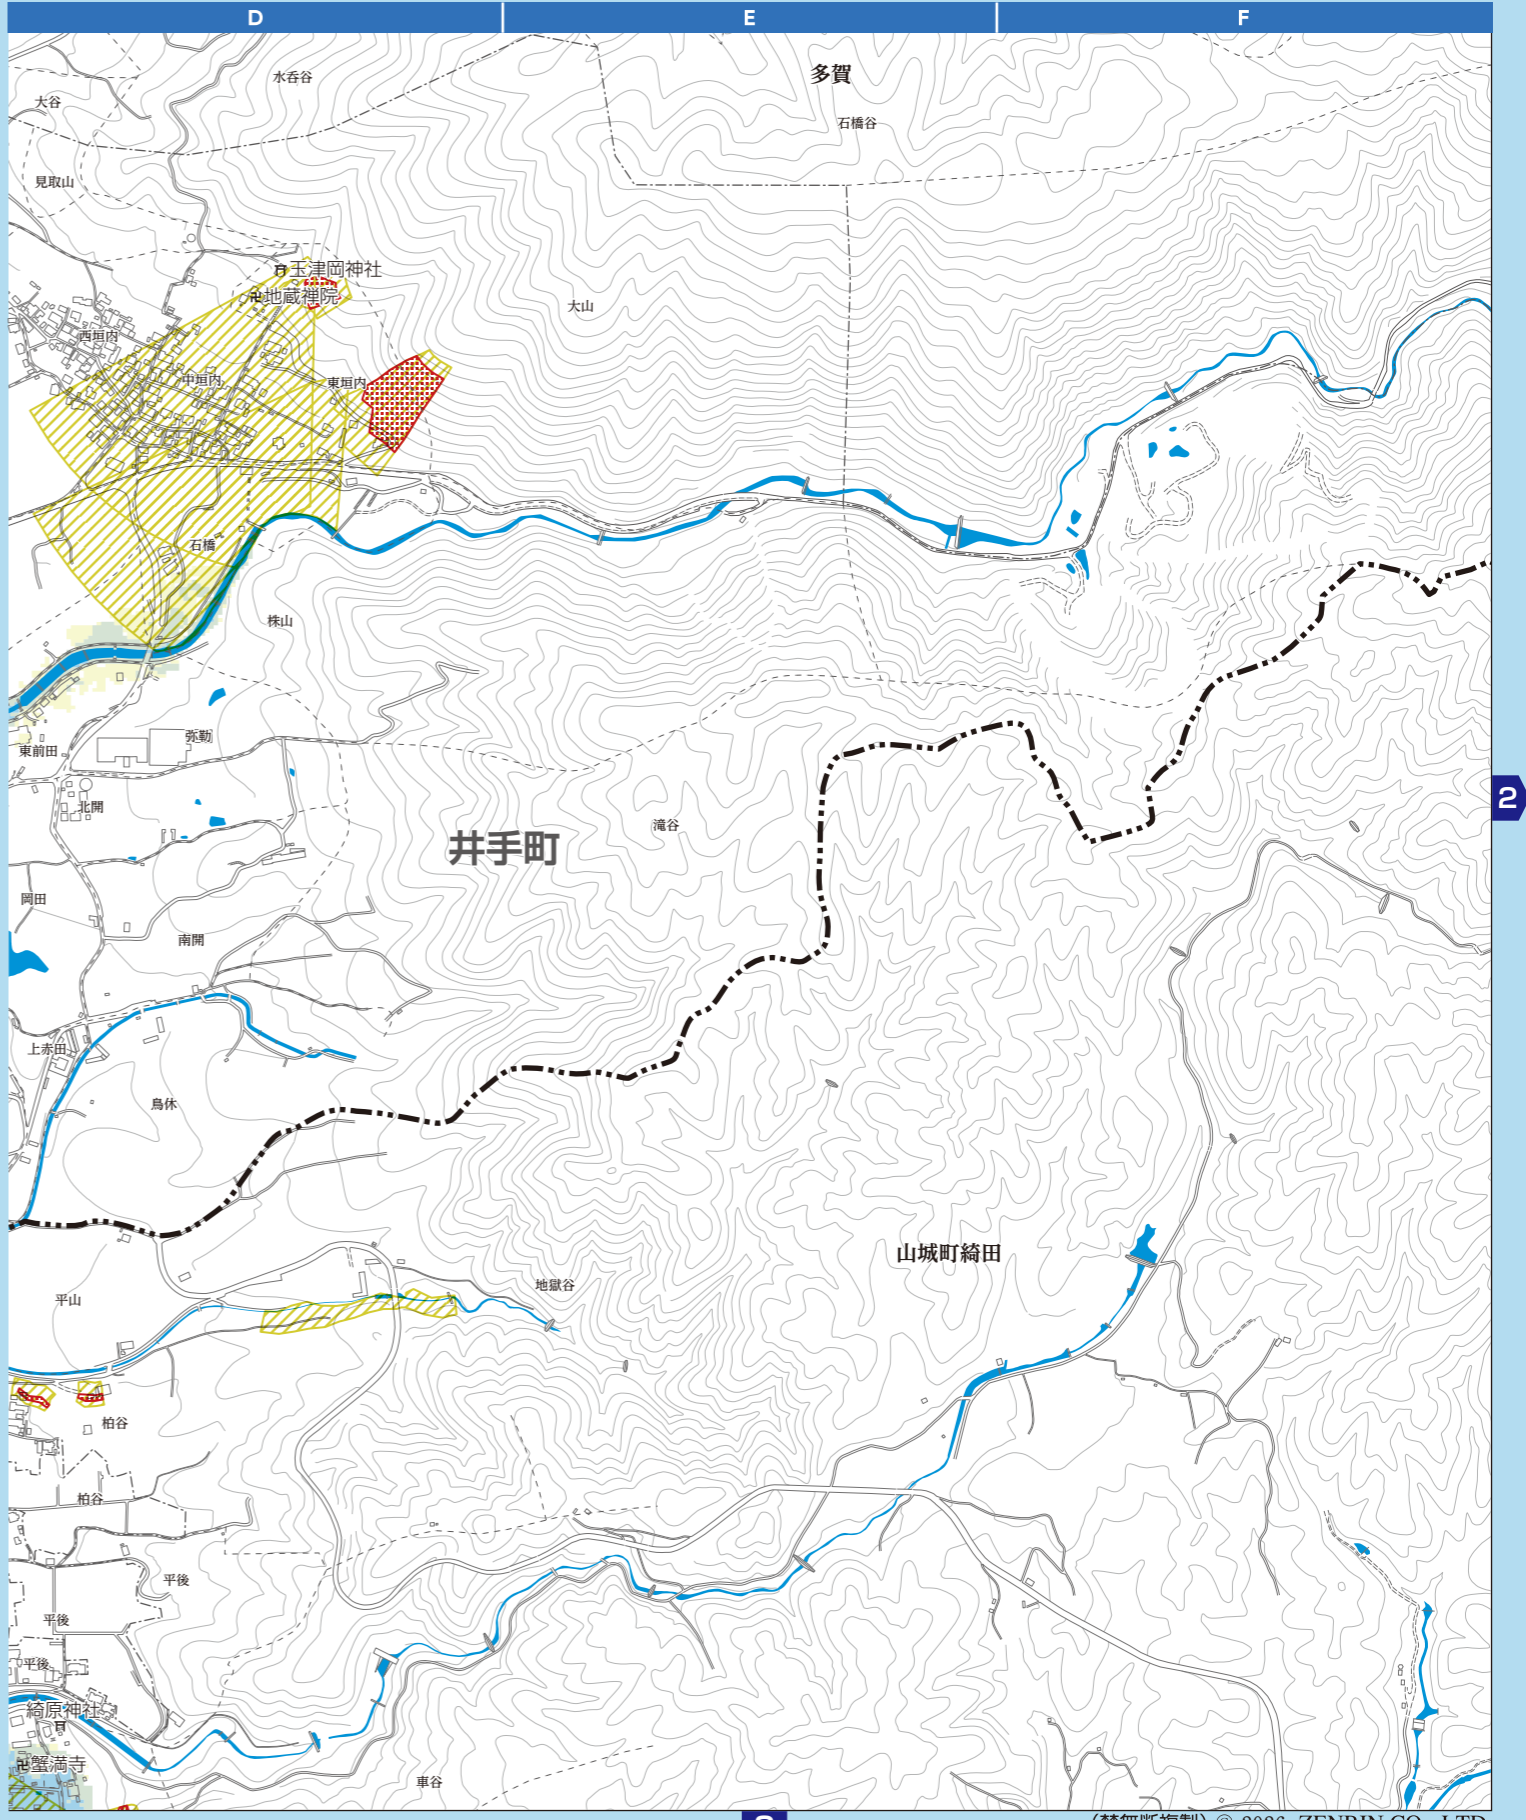 D
E
F
水呑谷
多賀
大谷
石橋谷
見取山
玉津岡神社
地蔵禅院
大山
西垣内
中垣内
東垣内
石橋
株山
弥勒
東前田
2
北開
滝谷
井手町
岡田
南開
上赤田
鳥休
山城町綺田
地獄谷
平山
柏谷
柏谷
平後
平後
平後
綺原神社
蟹満寺
車谷